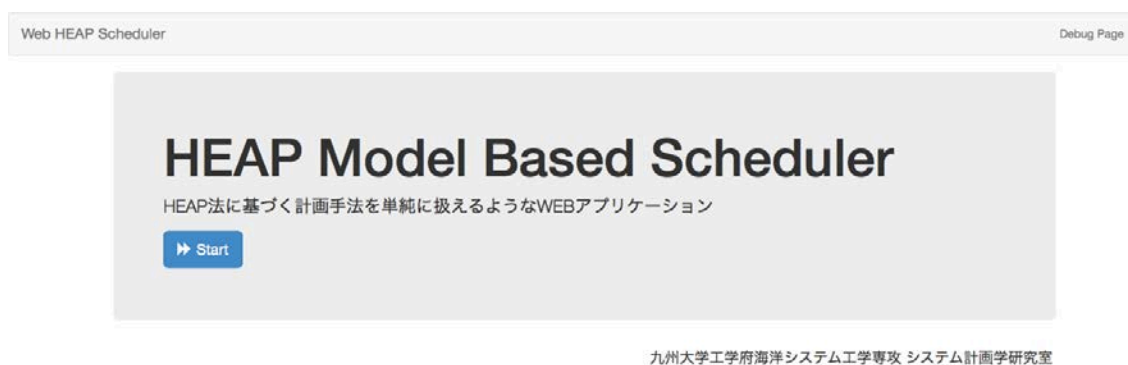 Web HEAP Scheduler
Debug Page
HEAP Model Based Scheduler
HEAP法に基づく計画手法を単純に扱えるようなWEBアプリケーション
Start
九州大学工学府海洋システム工学専攻 システム計画学研究室